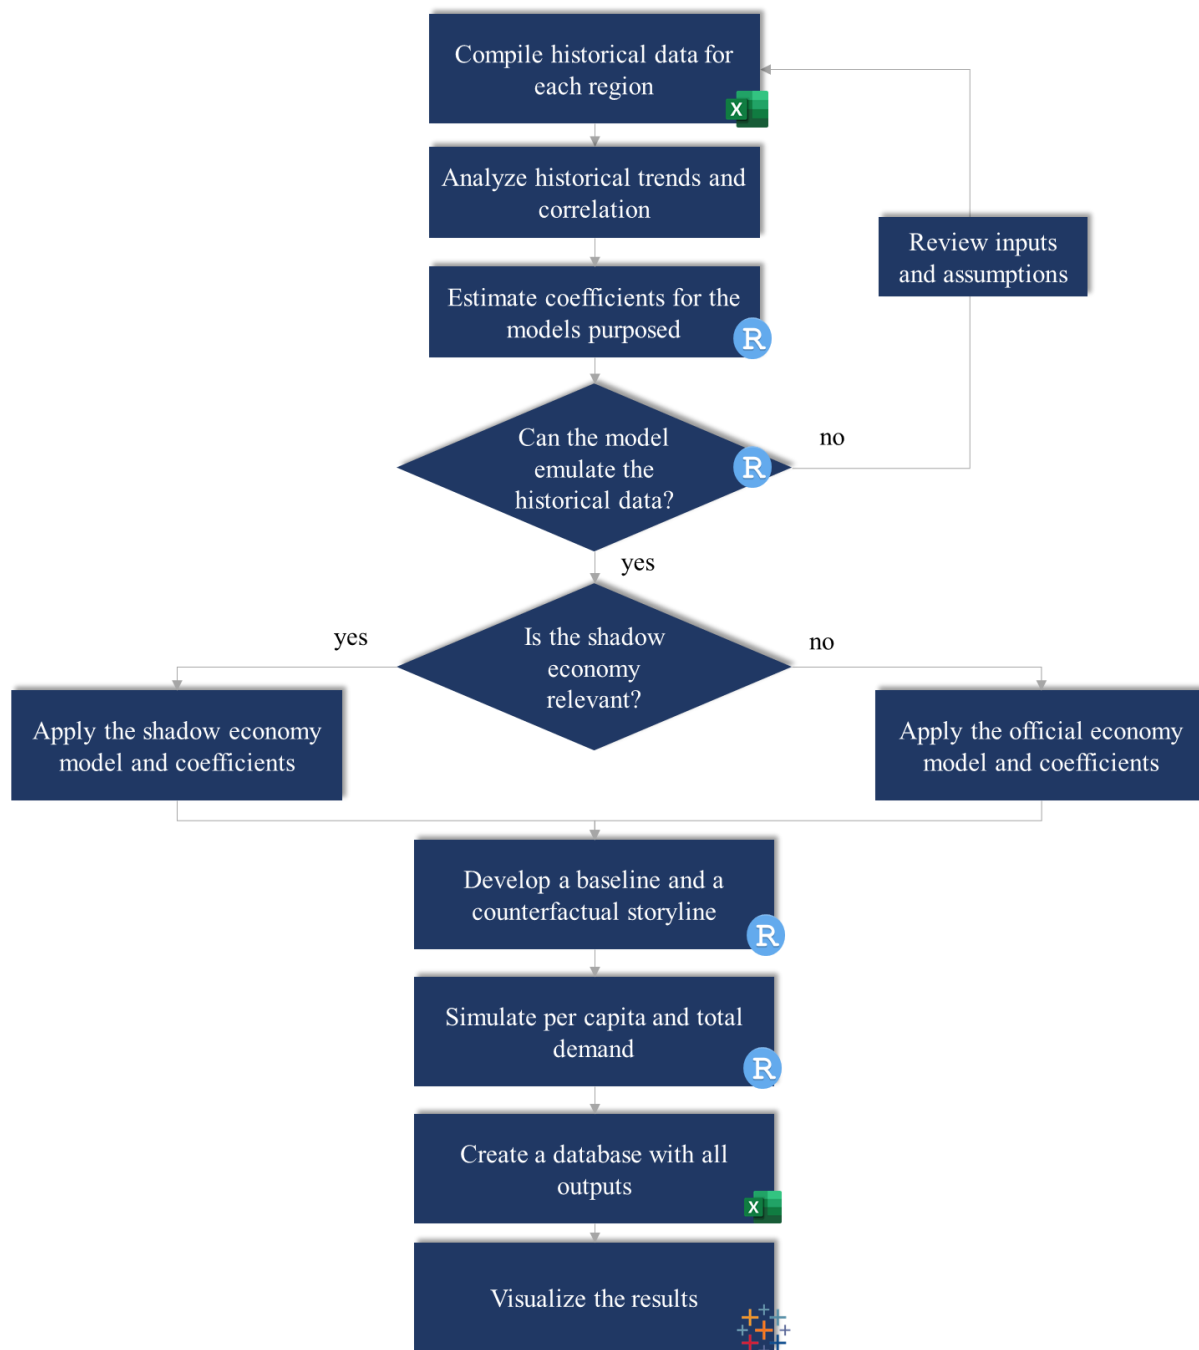 Compile historical data for
each region
X
Analyze historical trends and
correlation
Review inputs
and assumptions
Estimate coefficients for the
models purposed
R
Can the model
emulate the
historical data?
R
no
yes
Is the shadow
economy
relevant?
yes
no
Apply the shadow economy
model and coefficients
Apply the official economy
model and coefficients
Develop a baseline and a
counterfactual storyline
R
Simulate per capita and total
demand
R
Create a database with all
outputs
X
Visualize the results